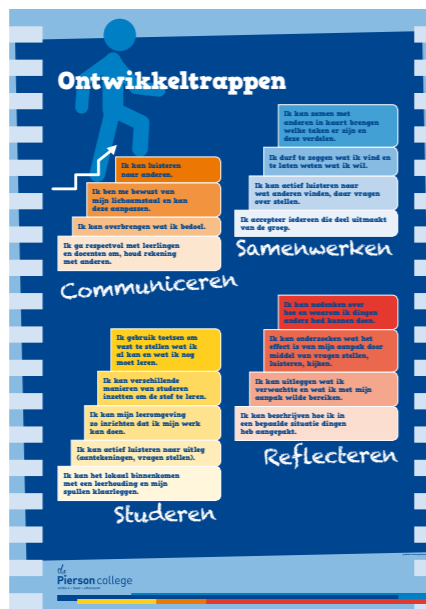 Ontwikkeltrappen
Ik kan luisteren
naar anderen.
Ik ben me bewust van
mijn lichaamstaal en kan
deze aanpassen.
Ik kan overbrengen wat ik bedoel.
Ik ga respectvol met leerlingen
en docenten om, houd rekening
met anderen.
Communiceren
Ik kan samen met
anderen in kaart brengen
welke taken er zijn en
deze verdelen.
Ik durf te zeggen wat ik vind en
te laten weten wat ik wil.
Ik kan actief luisteren naar
wat anderen vinden, daar vragen
over stellen.
Ik accepteer iedereen die deel uitmaakt
van de groep.
Samenwerken
Ik gebruik toetsen om
vast te stellen wat ik
al kan en wat ik nog
moet leren.
Ik kan verschillende
manieren van studeren
inzetten om de stof te leren.
Ik kan mijn leeromgeving
zo inrichten dat ik mijn werk
kan doen.
Ik kan actief luisteren naar uitleg
(aantekeningen, vragen stellen).
Ik kan het lokaal binnenkomen
met een leerhouding en mijn
spullen klaarleggen.
Studeren
Ik kan nadenken over
hoe en waarom ik dingen
anders had kunnen doen.
Ik kan onderzoeken wat het
effect is van mijn aanpak door
middel van vragen stellen,
luisteren, kijken.
Ik kan uitleggen wat ik
verwachtte en wat ik met mijn
aanpak wilde bereiken.
Ik kan beschrijven hoe ik in
een bepaalde situatie dingen
heb aangepakt.
Reflecteren
de
Pierson college